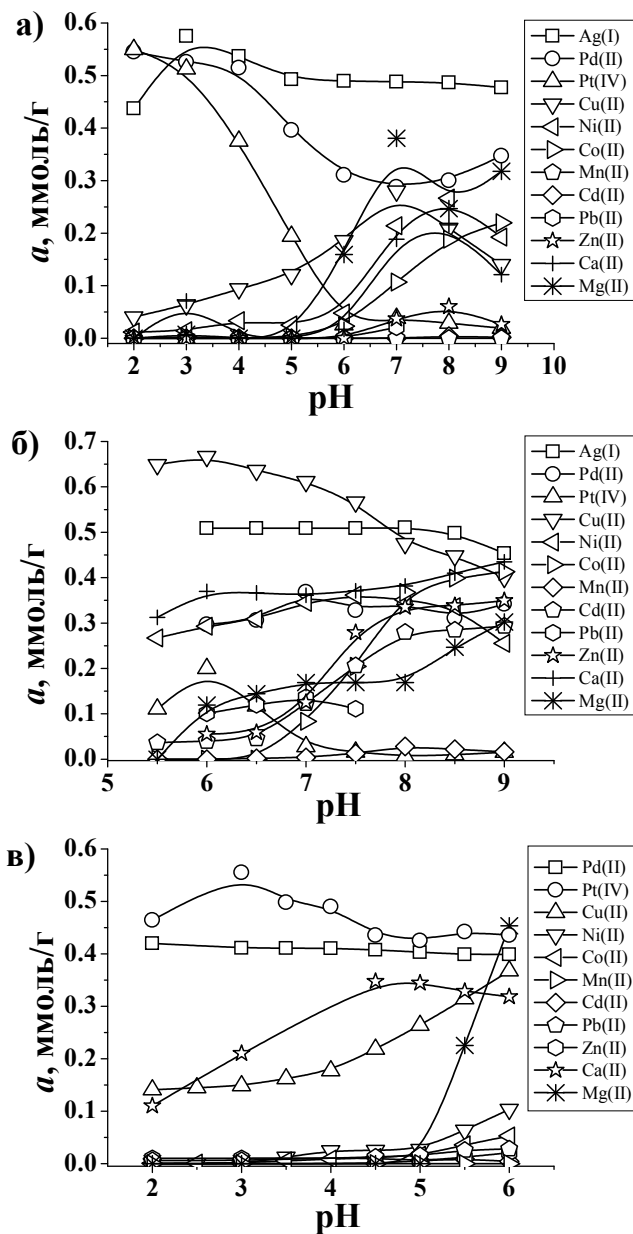 а)
a, ммоль/г
0.6
0.5
0.4
0.3
0.2
0.1
0.0
2 3 4 5 6 7 8 9 10
pH
Ag(I)
Pd(II)
Pt(IV)
Cu(II)
Ni(II)
Co(II)
Mn(II)
Cd(II)
Pb(II)
Zn(II)
Ca(II)
Mg(II)
б)
a, ммоль/г
0.7
0.6
0.5
0.4
0.3
0.2
0.1
0.0
5 6 7 8 9
pH
Ag(I)
Pd(II)
Pt(IV)
Cu(II)
Ni(II)
Co(II)
Mn(II)
Cd(II)
Pb(II)
Zn(II)
Ca(II)
Mg(II)
в)
a, ммоль/г
0.6
0.5
0.4
0.3
0.2
0.1
0.0
2 3 4 5 6
pH
Pd(II)
Pt(IV)
Cu(II)
Ni(II)
Co(II)
Mn(II)
Cd(II)
Pb(II)
Zn(II)
Ca(II)
Mg(II)